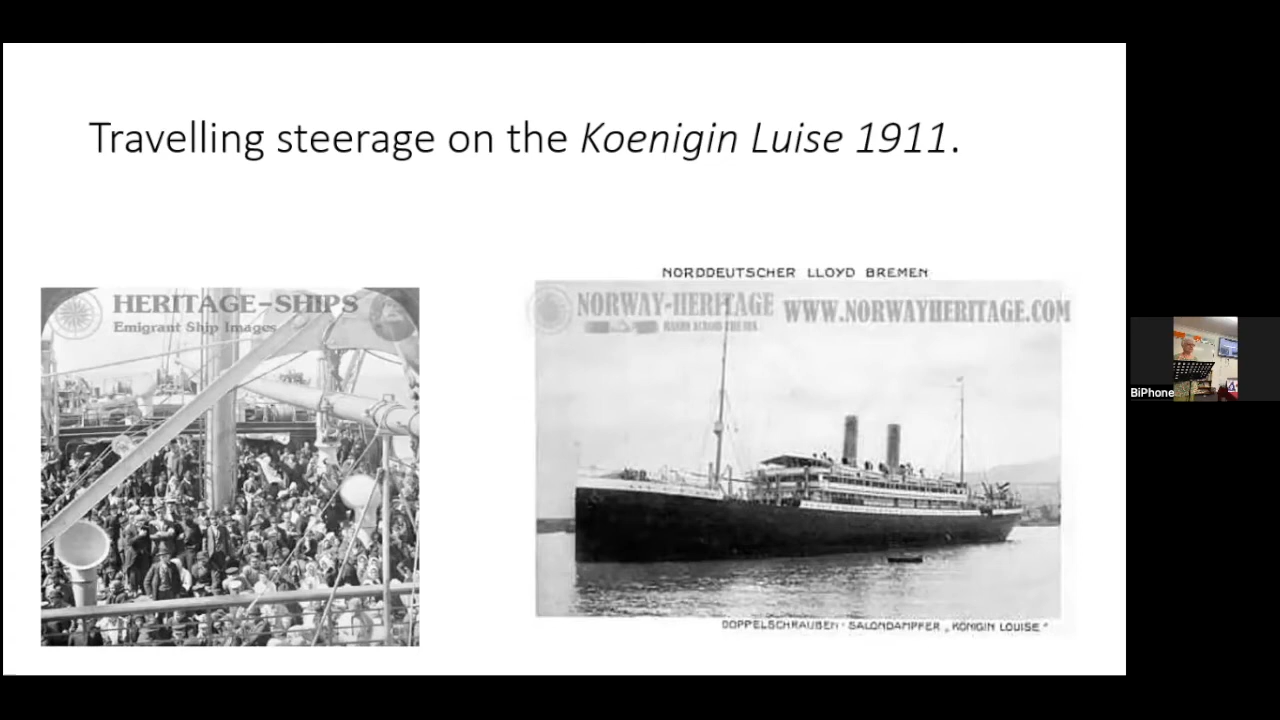 Travelling steerage on the Koenigin Luise 1911.
HERITAGE-SHIPS
Emigrant Ship Images
NORDDEUTSCHER LLOYD BREMEN
NORWAY-HERITAGE
WWW.NORWAYHERITAGE.COM
DOPPELSCHRAUBEN-SALONDAMPFER „KÖNIGIN LOUISE"
BiPhone